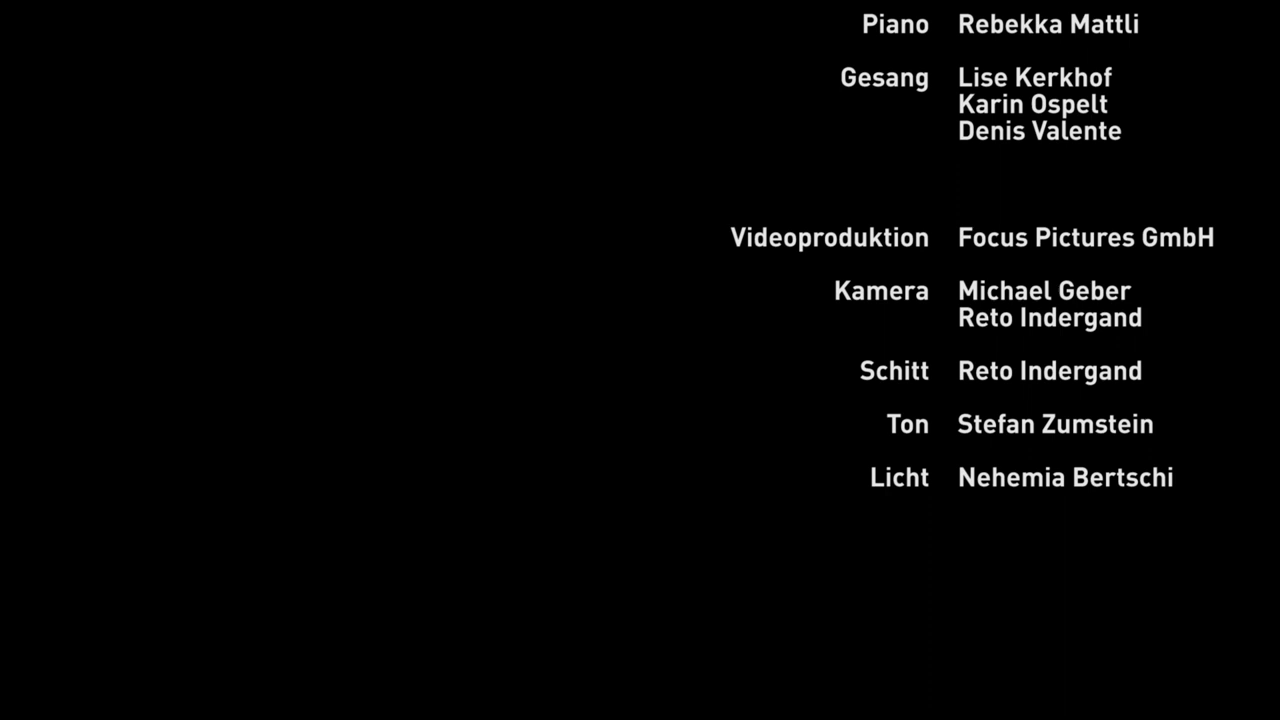 Piano Rebekka Mattli
Gesang Lise Kerkhof
Karin Ospelt
Denis Valente
Videoproduktion Focus Pictures GmbH
Kamera Michael Geber
Reto Indergand
Schitt Reto Indergand
Ton Stefan Zumstein
Licht Nehemia Bertschi